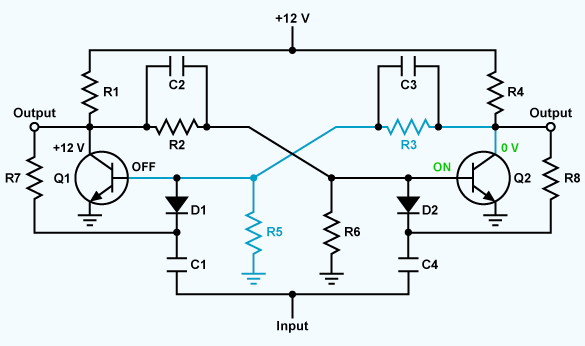 +12 V
C2
C3
R1
R4
Output
Output
R2
R3
+12 V
0 V
OFF
ON
R7
Q1
Q2
R8
D1
D2
R5
R6
C1
C4
Input